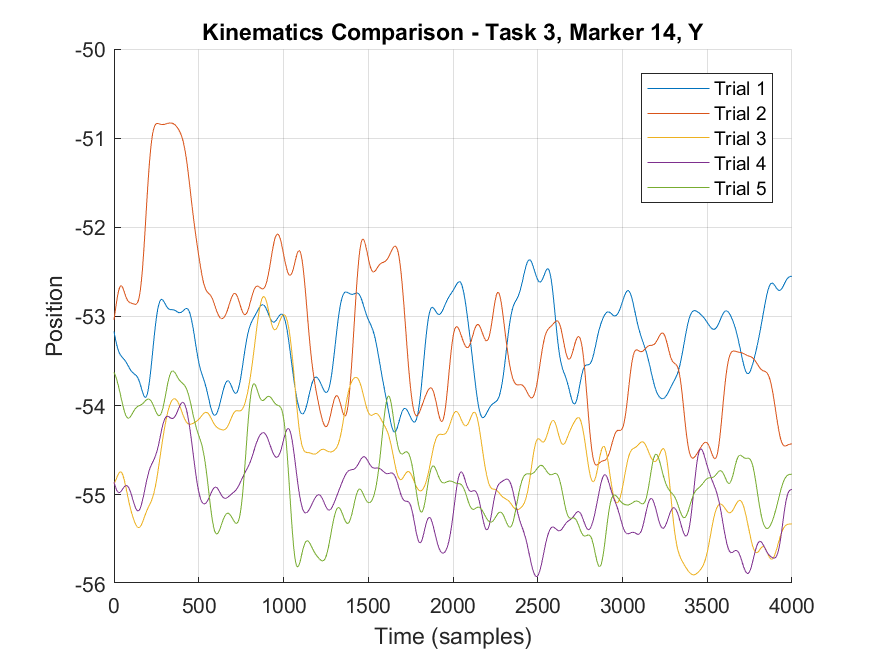 Kinematics Comparison - Task 3, Marker 14, Y
-50
-51
-52
-53
-54
-55
-56
Position
Trial 1
Trial 2
Trial 3
Trial 4
Trial 5
0 500 1000 1500 2000 2500 3000 3500 4000
Time (samples)